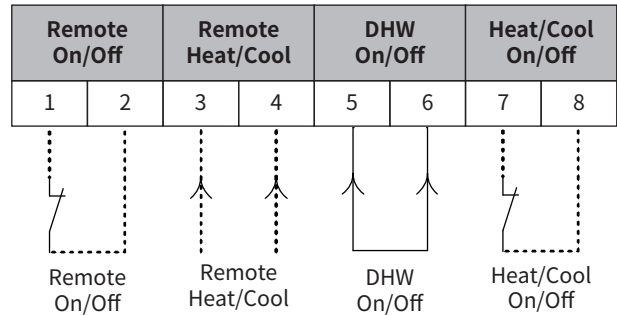 Remote Remote DHW Heat/Cool
On/Off Heat/Cool On/Off On/Off
1 2 3 4 5 6 7 8
Remote Remote DHW Heat/Cool
On/Off Heat/Cool On/Off On/Off